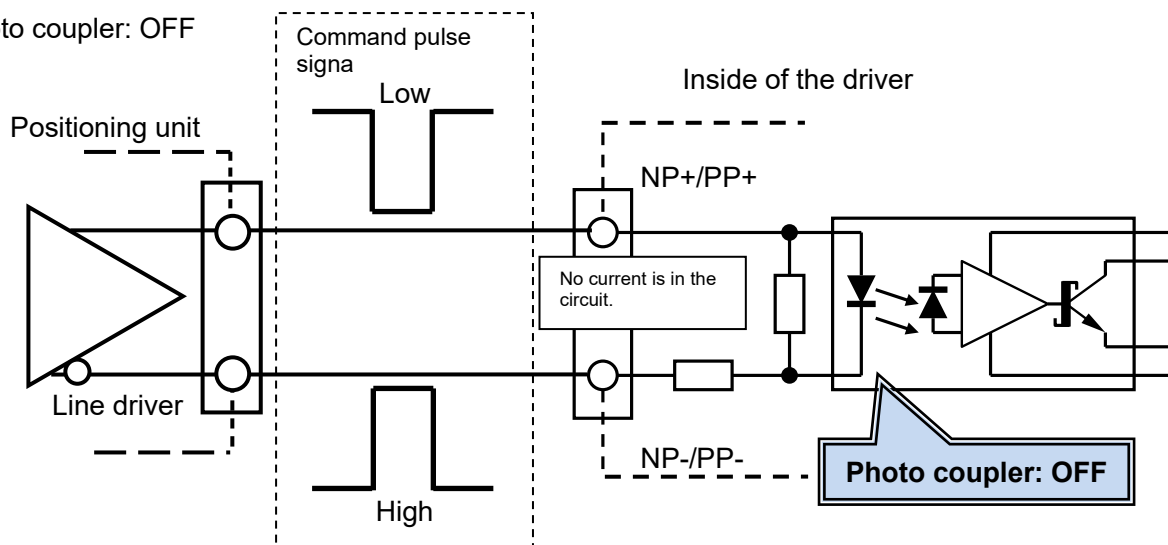 to coupler: OFF
Command pulse
signa
Low
Inside of the driver
Positioning unit
NP+/PP+
No current is in the
circuit.
Line driver
NP-/PP-
Photo coupler: OFF
High